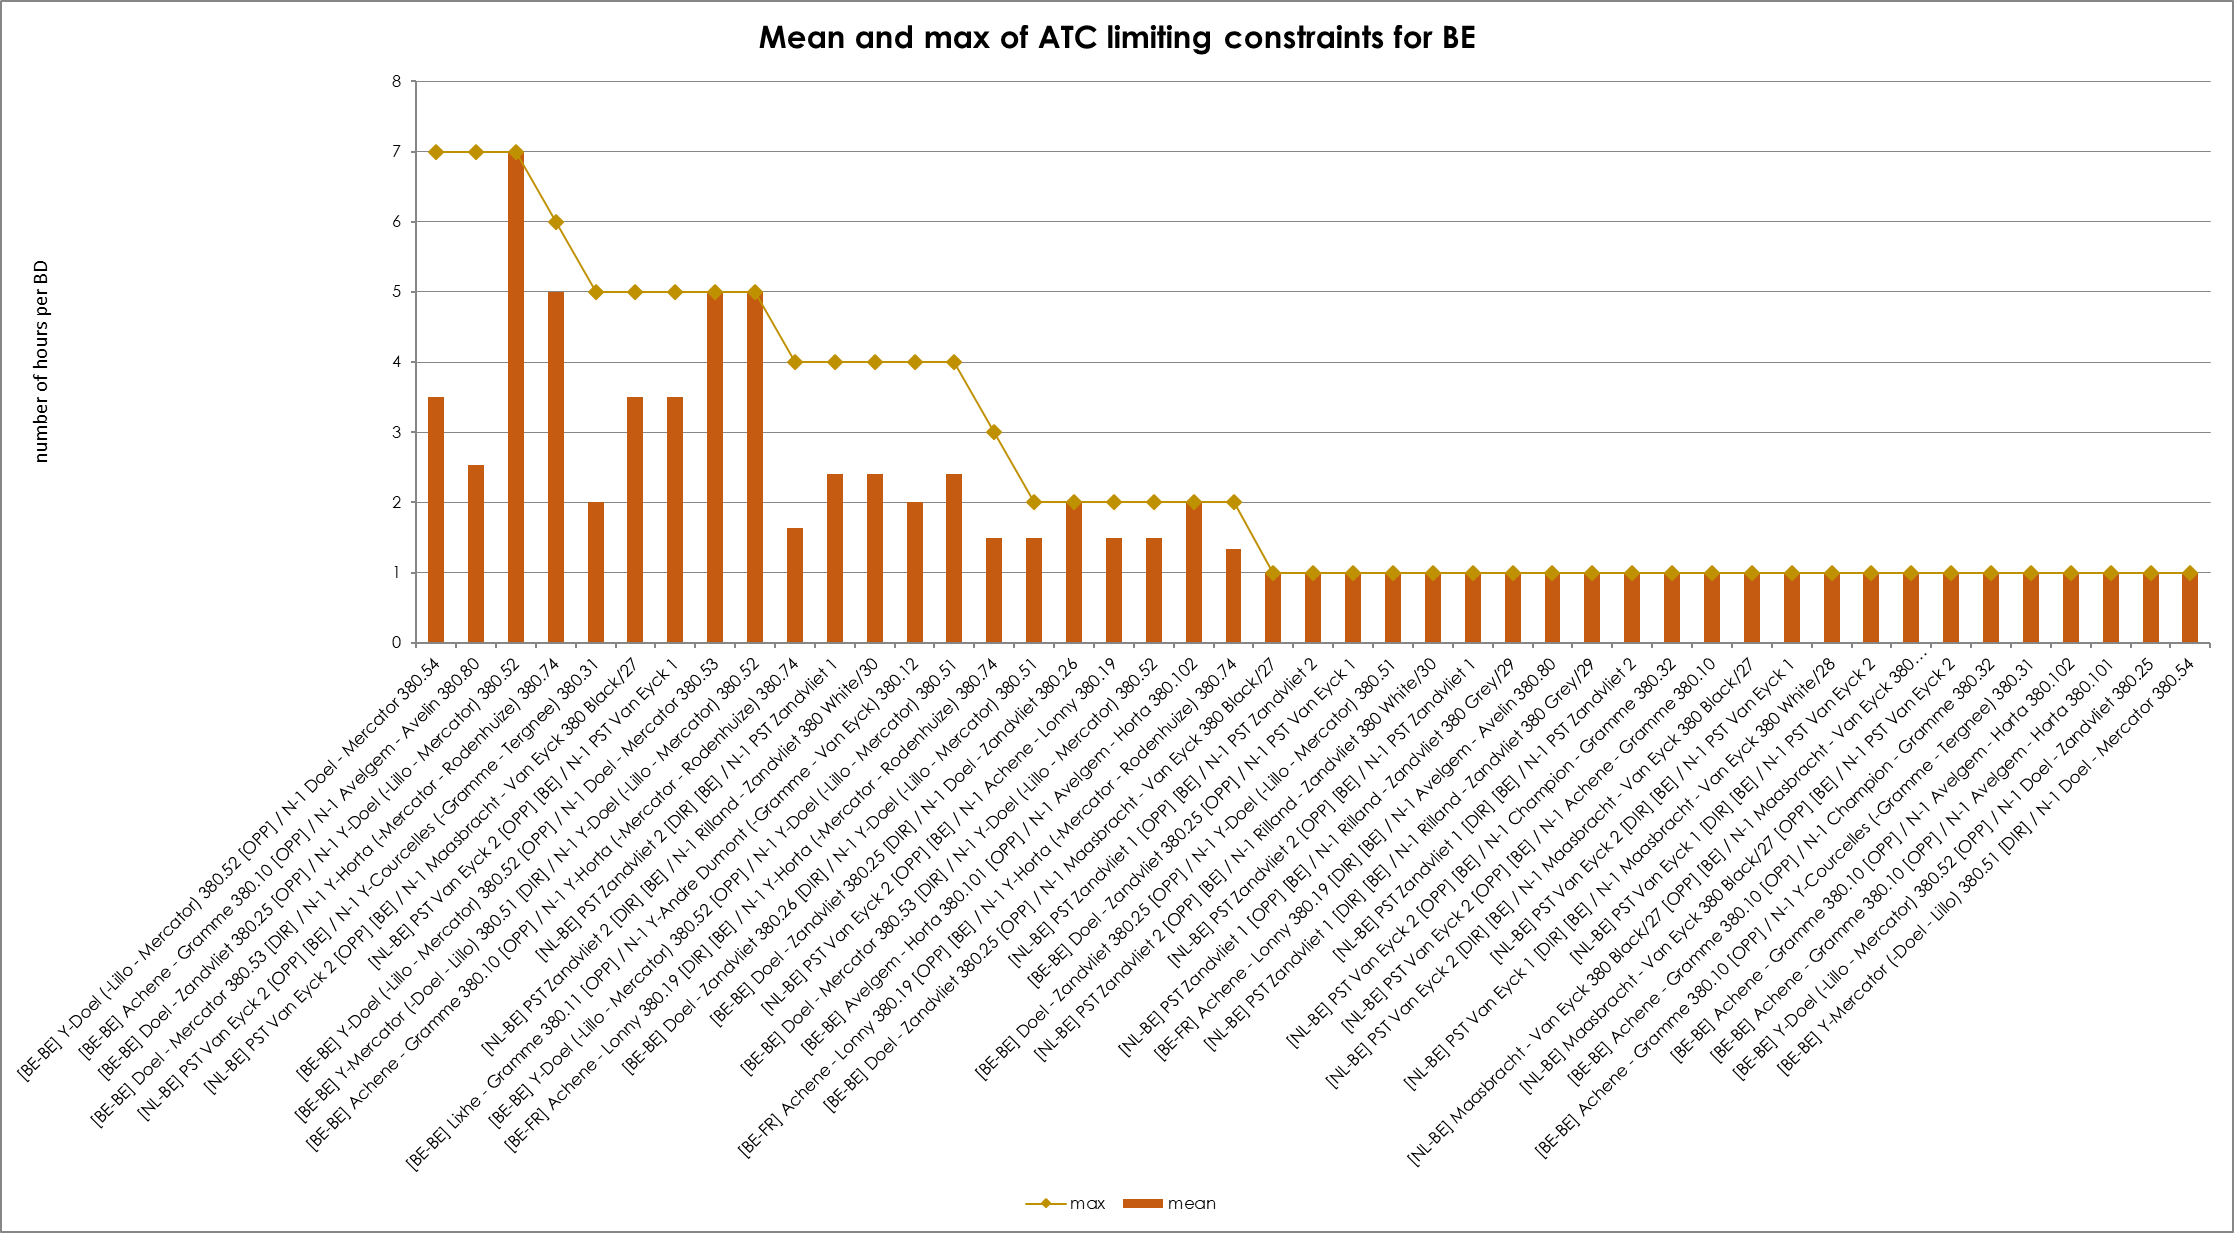 Mean and max of ATC limiting constraints for BE
number of hours per BD
8
7
6
5
4
3
2
1
0
[BE-BE] Y-Doel (-Lillo - Mercator) 380.52 [OPP] / N-1 Doel - Mercator 380.54
[BE-BE] Achene - Gramme 380.10 [OPP] / N-1 Avelgem - Avelin 380.80
[BE-BE] Doel - Zandvliet 380.25 [OPP] / N-1 Y-Doel (-Lillo - Mercator) 380.52
[BE-BE] Doel - Mercator 380.53 [DIR] / N-1 Y-Horta (-Mercator - Rodenhuize) 380.74
[NL-BE] PST Van Eyck 2 [OPP] [BE] / N-1 Y-Courcelles (-Gramme - Tergnee) 380.31
[NL-BE] PST Van Eyck 2 [OPP] [BE] / N-1 Maasbracht - Van Eyck 380 Black/27
[NL-BE] PST Van Eyck 2 [OPP] [BE] / N-1 PST Van Eyck 1
[BE-BE] Y-Doel (-Lillo - Mercator) 380.52 [OPP] / N-1 Doel - Mercator 380.53
[BE-BE] Y-Mercator (-Doel - Lillo) 380.51 [DIR] / N-1 Y-Doel (-Lillo - Mercator) 380.52
[BE-BE] Achene - Gramme 380.10 [OPP] / N-1 Y-Horta (-Mercator - Rodenhuize) 380.74
[NL-BE] PST Zandvliet 2 [DIR] [BE] / N-1 PST Zandvliet 1
[NL-BE] PST Zandvliet 2 [DIR] [BE] / N-1 Rilland - Zandvliet 380 White/30
[BE-BE] Lixhe - Gramme 380.11 [OPP] / N-1 Y-Andre Dumont (-Gramme - Van Eyck) 380.12
[BE-BE] Y-Doel (-Lillo - Mercator) 380.52 [OPP] / N-1 Y-Doel (-Lillo - Mercator) 380.51
[BE-FR] Achene - Lonny 380.19 [DIR] [BE] / N-1 Y-Horta (-Mercator - Rodenhuize) 380.74
[BE-BE] Doel - Zandvliet 380.26 [DIR] / N-1 Y-Doel (-Lillo - Mercator) 380.51
[BE-BE] Doel - Zandvliet 380.25 [DIR] / N-1 Doel - Zandvliet 380.26
[NL-BE] PST Van Eyck 2 [OPP] [BE] / N-1 Achene - Lonny 380.19
[BE-BE] Doel - Mercator 380.53 [DIR] / N-1 Y-Doel (-Lillo - Mercator) 380.52
[BE-BE] Avelgem - Horta 380.101 [OPP] / N-1 Avelgem - Horta 380.102
[BE-FR] Achene - Lonny 380.19 [OPP] [BE] / N-1 Y-Horta (-Mercator - Rodenhuize) 380.74
[BE-BE] Doel - Zandvliet 380.25 [OPP] / N-1 Maasbracht - Van Eyck 380 Black/27
[NL-BE] PST Zandvliet 1 [OPP] [BE] / N-1 PST Zandvliet 2
[BE-BE] Doel - Zandvliet 380.25 [OPP] / N-1 PST Van Eyck 1
[BE-BE] Doel - Zandvliet 380.25 [OPP] / N-1 Y-Doel (-Lillo - Mercator) 380.51
[NL-BE] PST Zandvliet 2 [OPP] [BE] / N-1 Rilland - Zandvliet 380 White/30
[NL-BE] PST Zandvliet 2 [OPP] [BE] / N-1 PST Zandvliet 1
[NL-BE] PST Zandvliet 1 [OPP] [BE] / N-1 Rilland - Zandvliet 380 Grey/29
[BE-FR] Achene - Lonny 380.19 [DIR] [BE] / N-1 Avelgem - Avelin 380.80
[NL-BE] PST Zandvliet 1 [DIR] [BE] / N-1 Rilland - Zandvliet 380 Grey/29
[NL-BE] PST Zandvliet 1 [DIR] [BE] / N-1 PST Zandvliet 2
[NL-BE] PST Van Eyck 2 [OPP] [BE] / N-1 Champion - Gramme 380.32
[NL-BE] PST Van Eyck 2 [OPP] [BE] / N-1 Achene - Gramme 380.10
[NL-BE] PST Van Eyck 2 [DIR] [BE] / N-1 Maasbracht - Van Eyck 380 Black/27
[NL-BE] PST Van Eyck 2 [DIR] [BE] / N-1 PST Van Eyck 1
[NL-BE] PST Van Eyck 1 [DIR] [BE] / N-1 Maasbracht - Van Eyck 380 White/28
[NL-BE] PST Van Eyck 1 [DIR] [BE] / N-1 PST Van Eyck 2
[NL-BE] Maasbracht - Van Eyck 380 Black/27 [OPP] [BE] / N-1 Maasbracht - Van Eyck 380...
[NL-BE] Maasbracht - Van Eyck 380 Black/27 [OPP] [BE] / N-1 PST Van Eyck 2
[BE-BE] Achene - Gramme 380.10 [OPP] / N-1 Champion - Gramme 380.32
[BE-BE] Achene - Gramme 380.10 [OPP] / N-1 Y-Courcelles (-Gramme - Tergnee) 380.31
[BE-BE] Achene - Gramme 380.10 [OPP] / N-1 Avelgem - Horta 380.102
[BE-BE] Achene - Gramme 380.10 [OPP] / N-1 Avelgem - Horta 380.101
[BE-BE] Y-Doel (-Lillo - Mercator) 380.52 [OPP] / N-1 Doel - Zandvliet 380.25
[BE-BE] Y-Mercator (-Doel - Lillo) 380.51 [DIR] / N-1 Doel - Mercator 380.54
max
mean